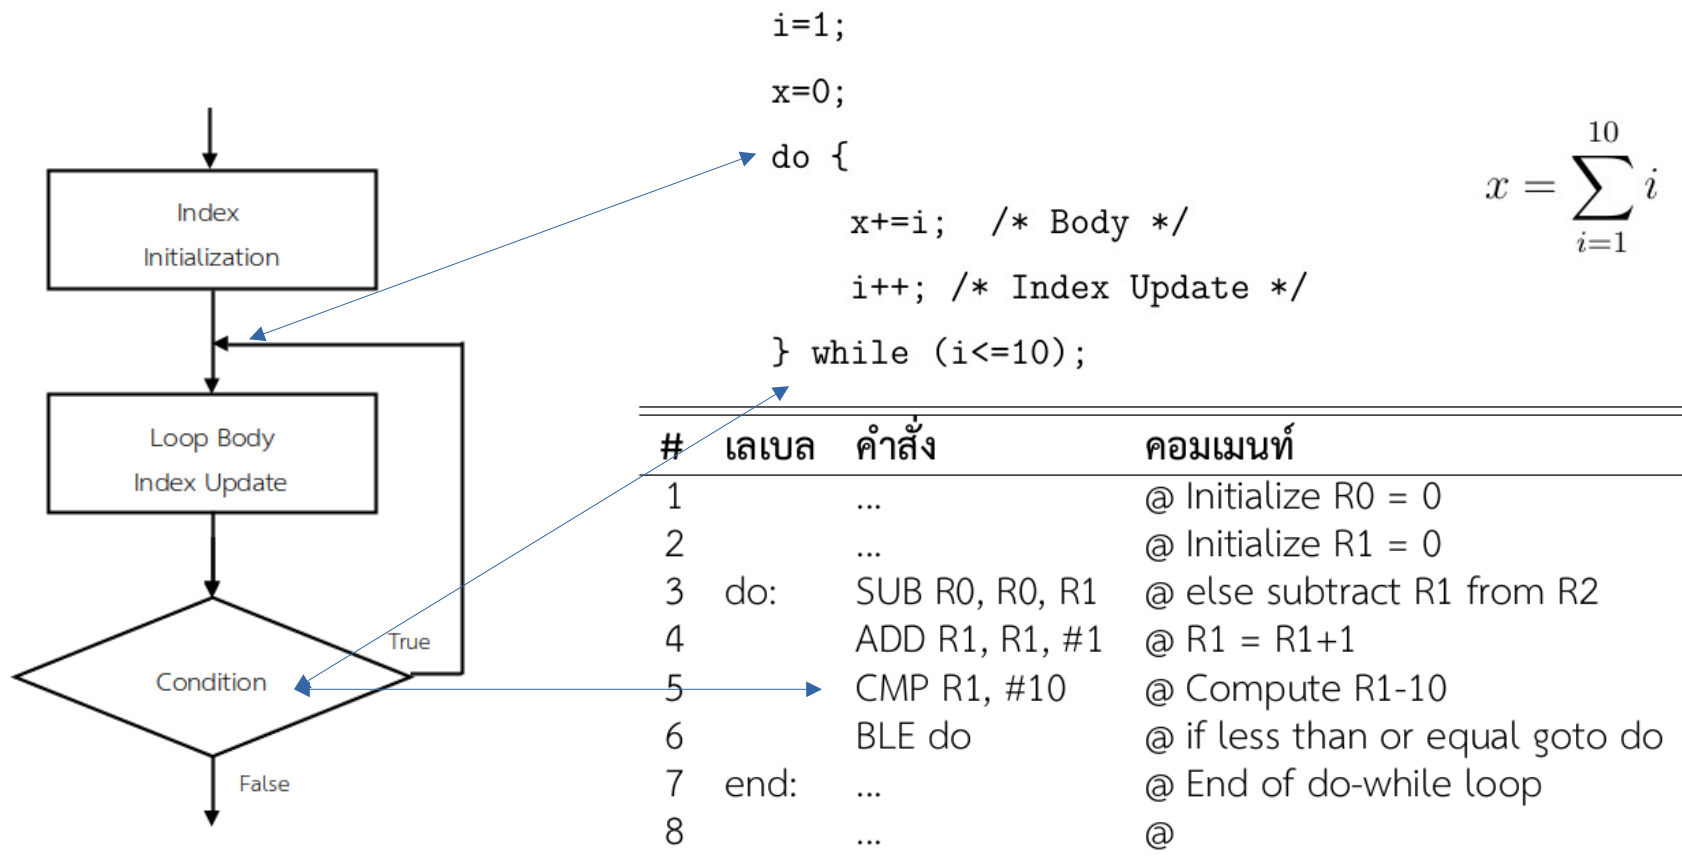 i=1;
x=0;
do {
x+=i; /* Body */
i++; /* Index Update */
} while (i<=10);
x = \sum_{i=1}^{10} i
Index
Initialization
Loop Body
Index Update
Condition
True
False
# เลเบล คำสั่ง คอมเมนท์
1 ... @ Initialize R0 = 0
2 ... @ Initialize R1 = 0
3 do: SUB R0, R0, R1 @ else subtract R1 from R2
4 ADD R1, R1, #1 @ R1 = R1+1
5 CMP R1, #10 @ Compute R1-10
6 BLE do @ if less than or equal goto do
7 end: ... @ End of do-while loop
8 ... @